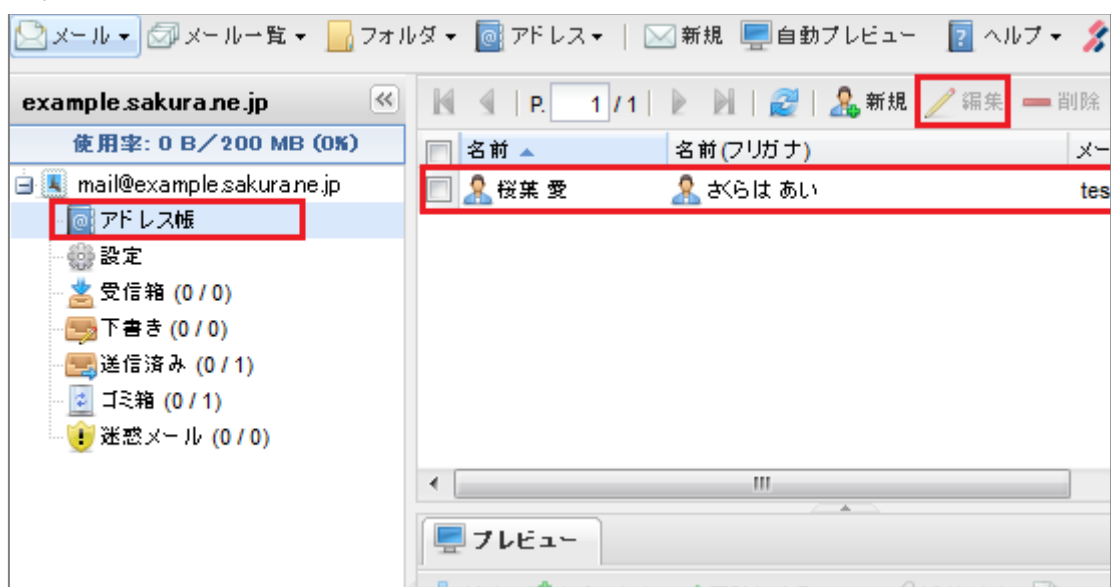 メール メール一覧 フォルダ アドレス 新規 自動プレビュー ヘルプ
example.sakura.ne.jp
P. 1 / 1 新規 編集 削除
使用率: 0 B／200 MB (0%)
名前 名前(フリガナ) メー
mail@example.sakura.ne.jp
桜葉 愛 さくらは あい tes
アドレス帳
設定
受信箱 (0 / 0)
下書き (0 / 0)
送信済み (0 / 1)
ゴミ箱 (0 / 1)
迷惑メール (0 / 0)
プレビュー